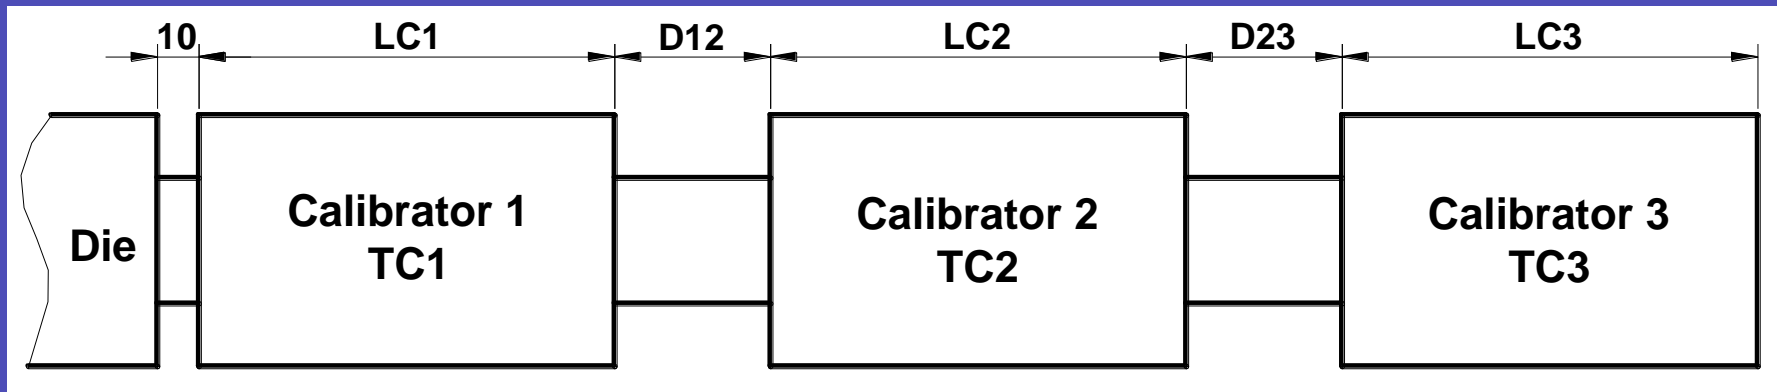 10
LC1
D12
LC2
D23
LC3
Die
Calibrator 1
TC1
Calibrator 2
TC2
Calibrator 3
TC3